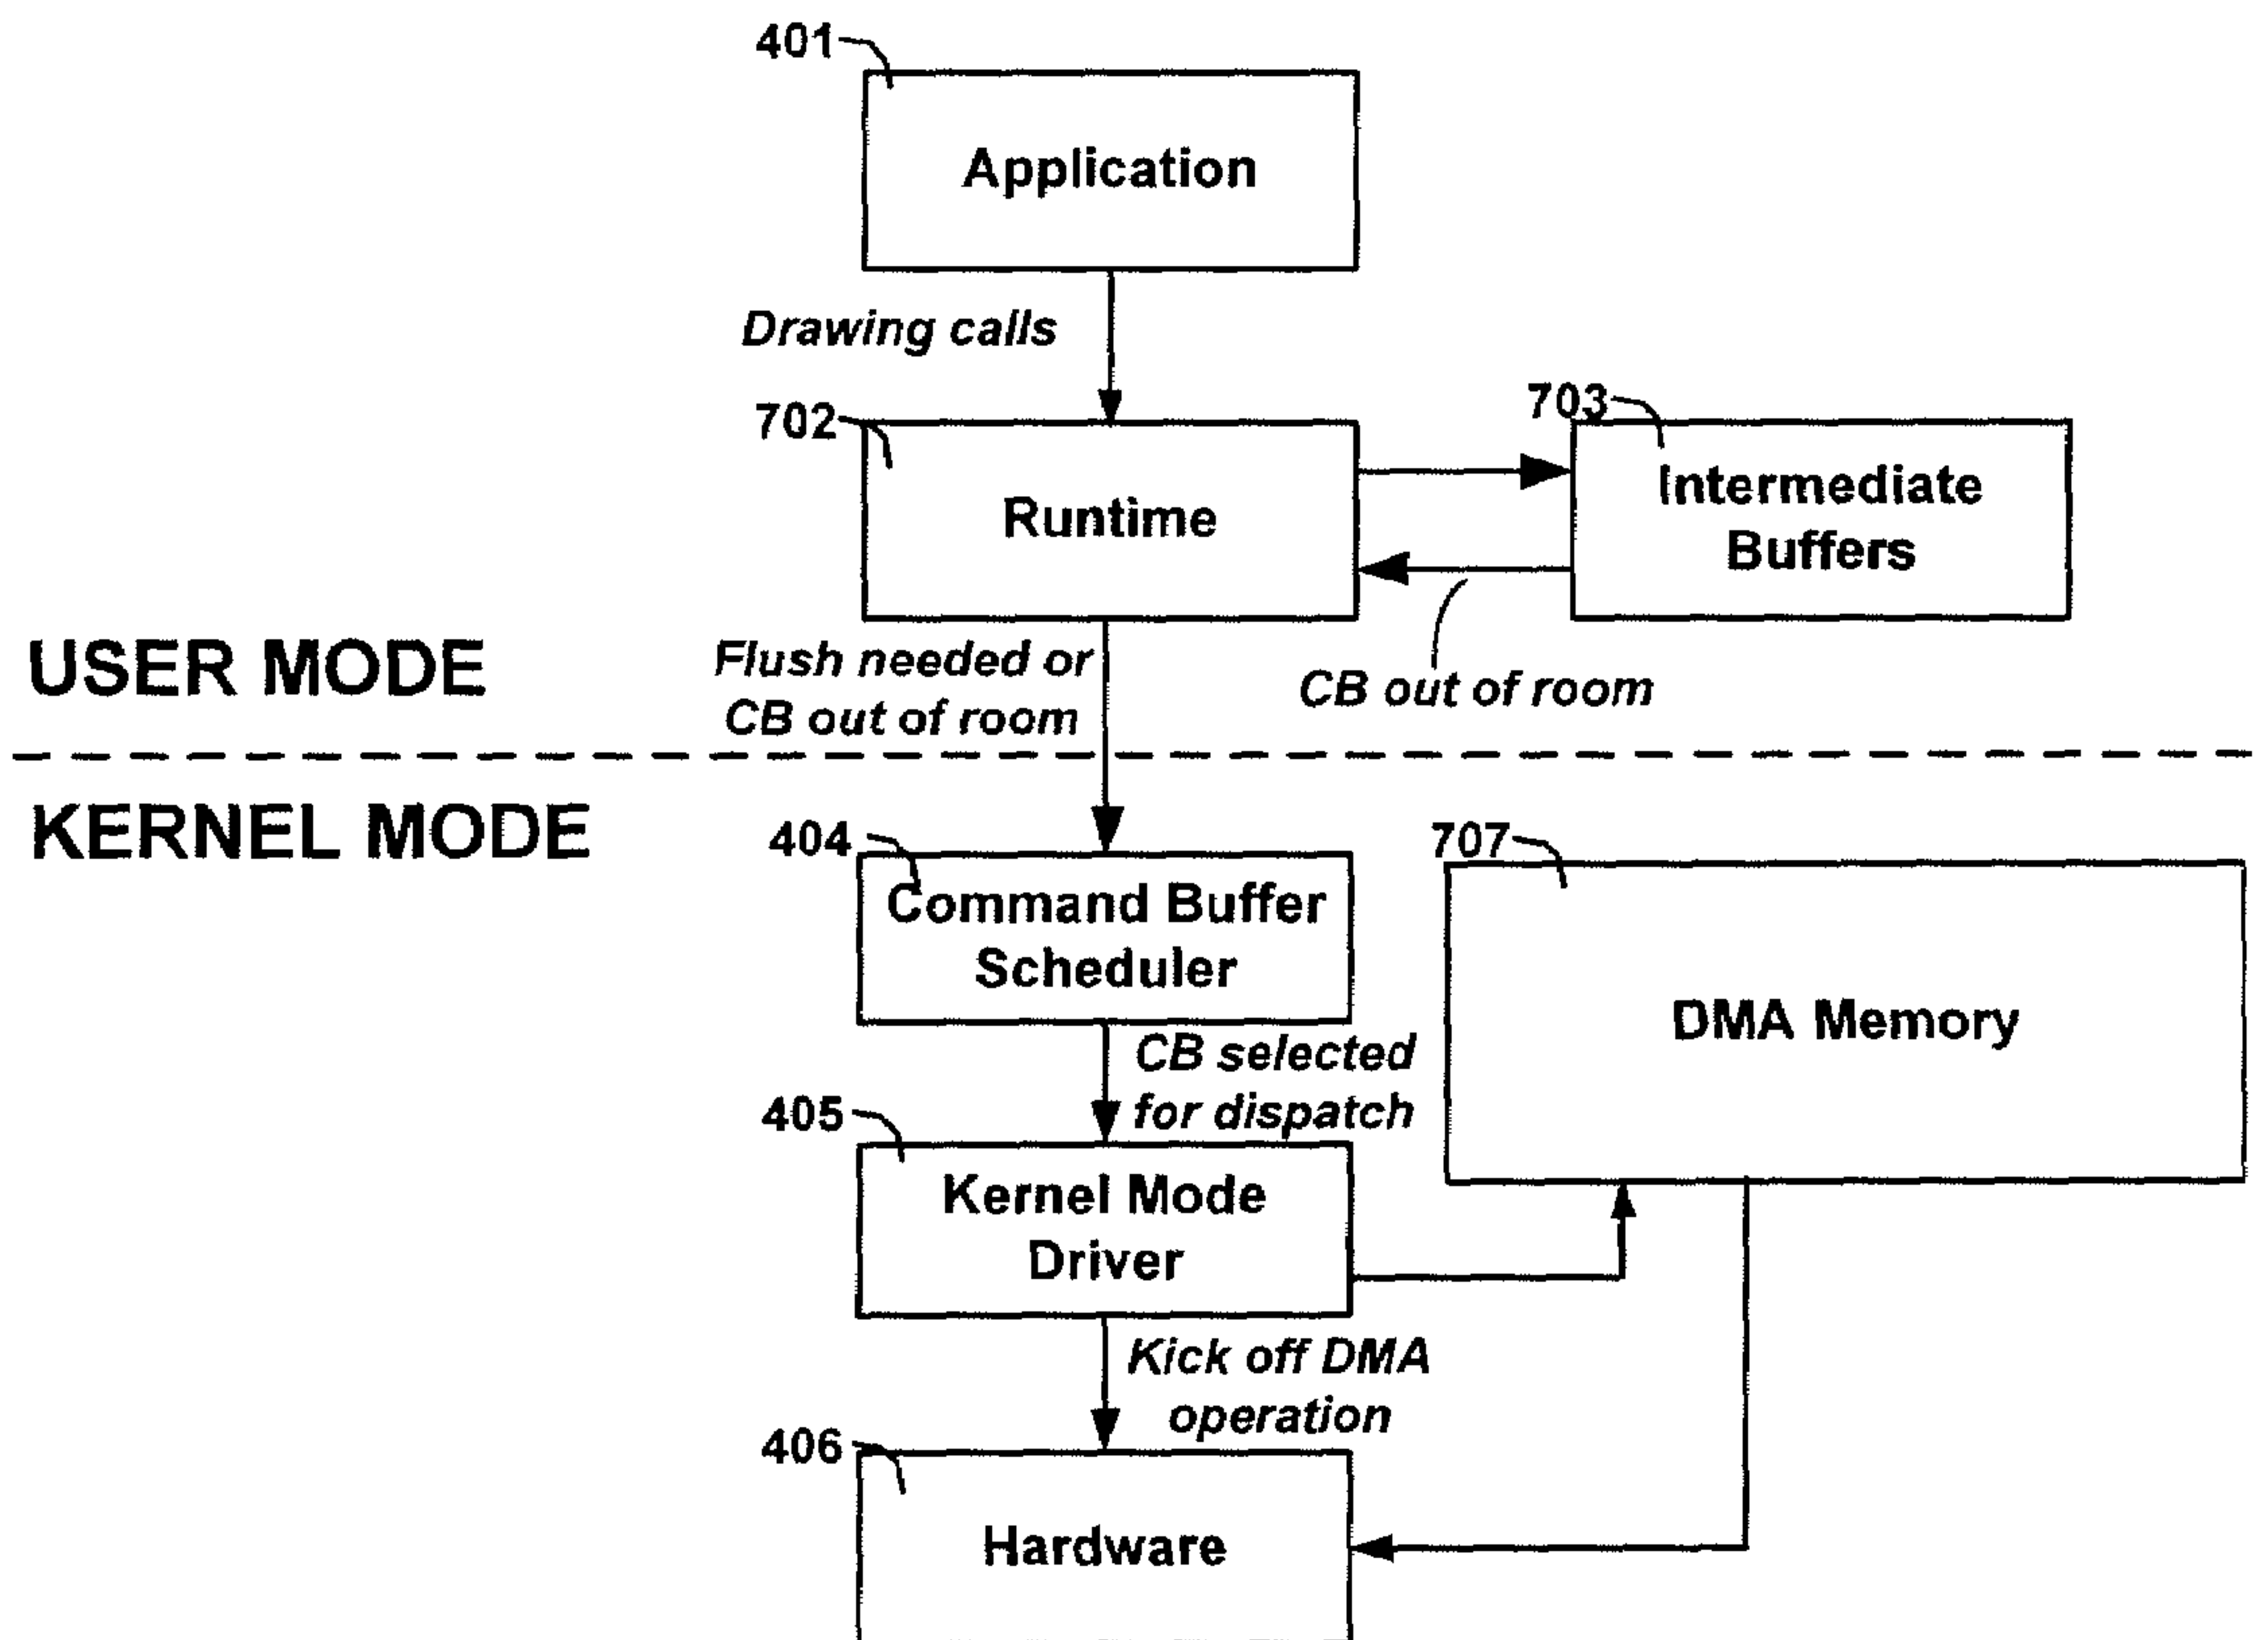 401
Application
Drawing calls
702
Runtime
703
Intermediate
Buffers
USER MODE
Flush needed or
CB out of room
CB out of room
KERNEL MODE
404
Command Buffer
Scheduler
707
DMA Memory
CB selected
for dispatch
405
Kernel Mode
Driver
Kick off DMA
operation
406
Hardware